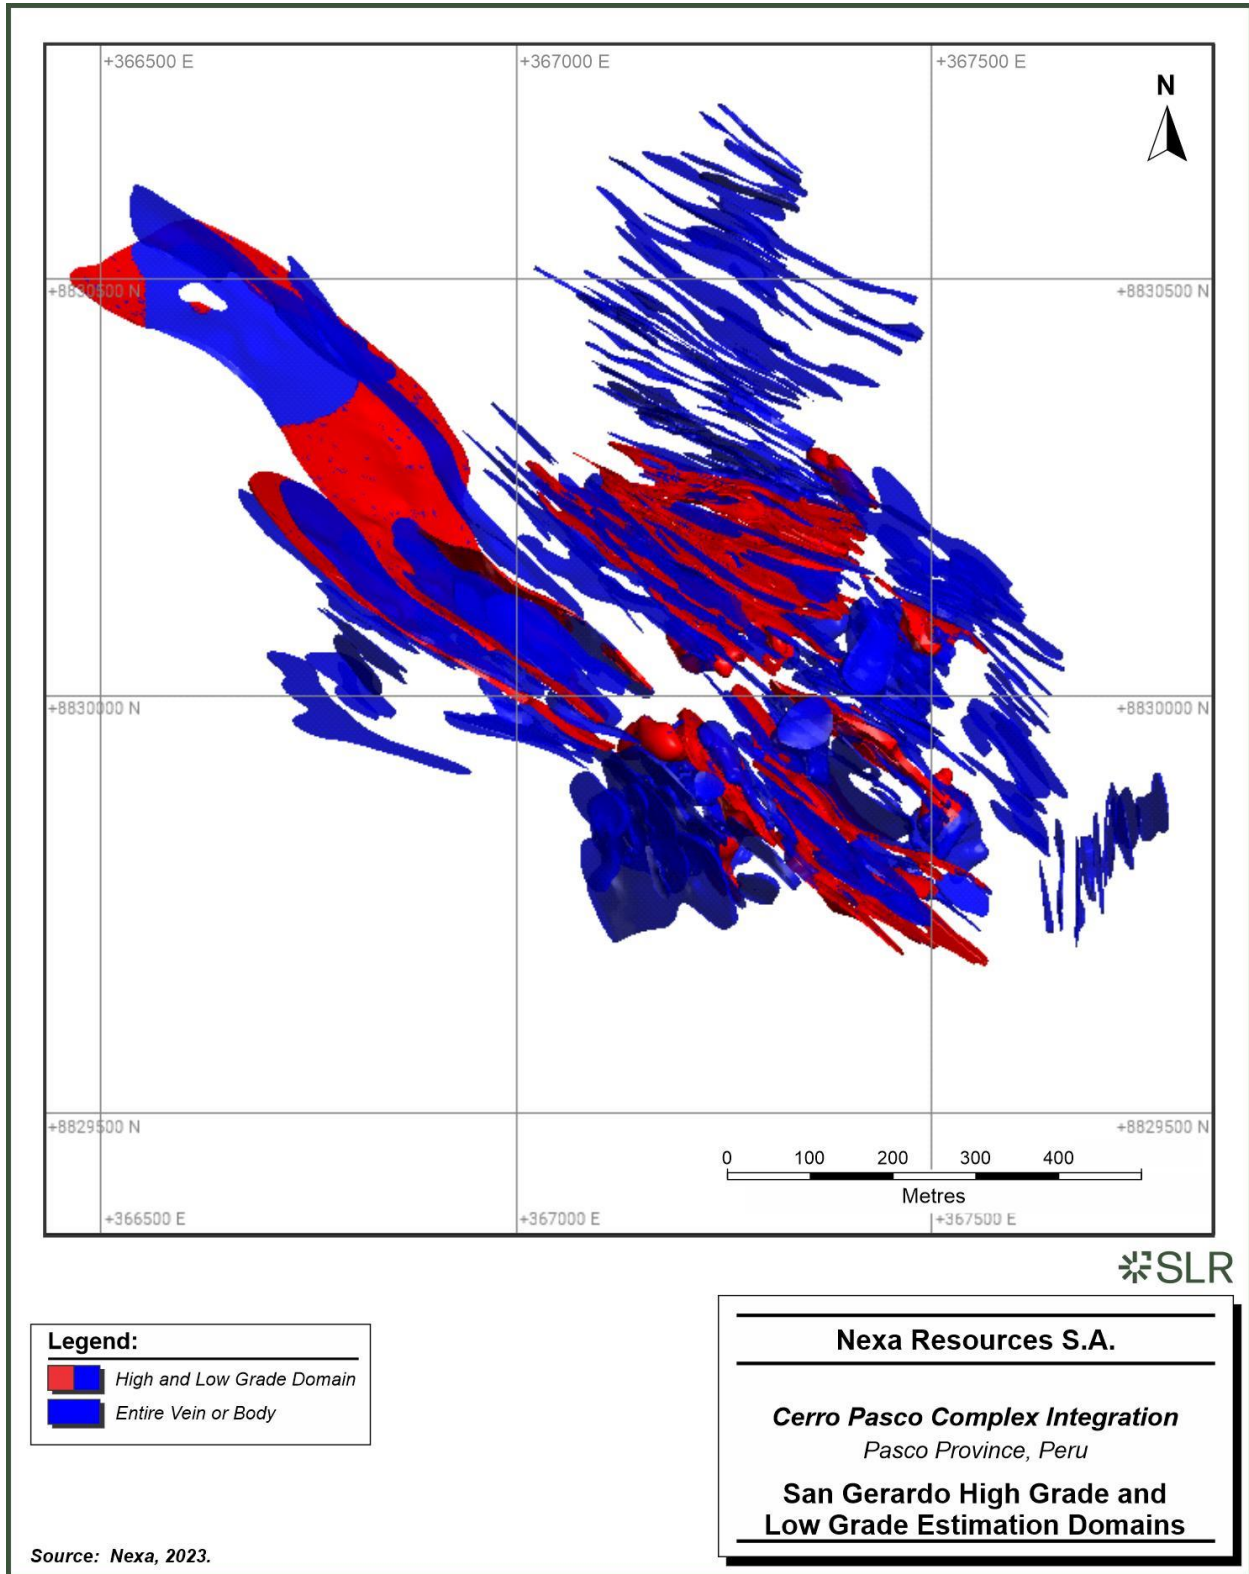 +366500 E
+367000 E
+367500 E
N
+8830500 N
+8830500 N
+8830000 N
+8830000 N
+8829500 N
+8829500 N
0 100 200 300 400
Metres
+366500 E
+367000 E
+367500 E
SLR
Legend:
High and Low Grade Domain
Entire Vein or Body
Nexa Resources S.A.
Cerro Pasco Complex Integration
Pasco Province, Peru
San Gerardo High Grade and
Low Grade Estimation Domains
Source: Nexa, 2023.